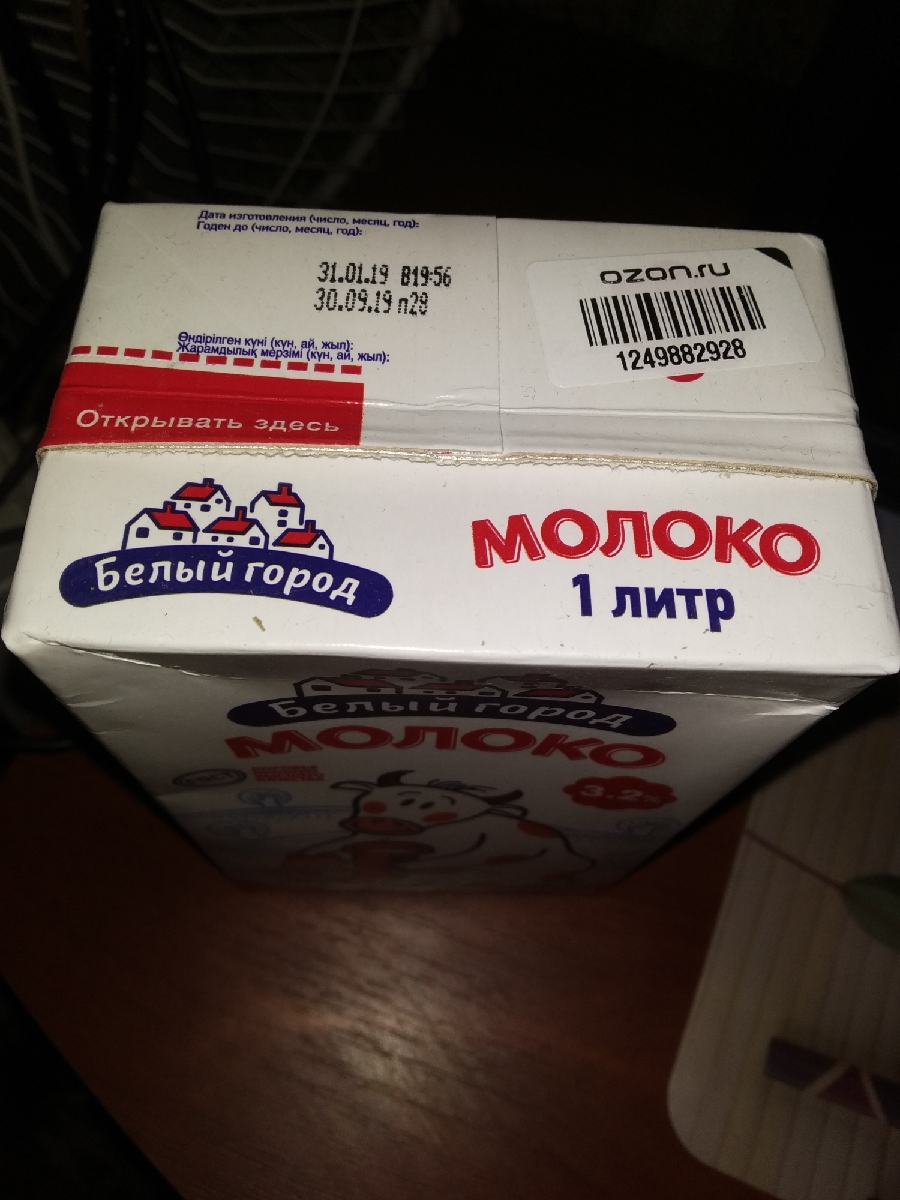 Дата изготовления (число, месяц, год):
Годен до (число, месяц, год):
31.01.19 B19:56
30.09.19 п28
Өндірілген күні (күн, ай, жыл):
Жарамдылық мерзімі (күн, ай, жыл):
ozon.ru
1249882928
Открывать здесь
Белый город
МОЛОКО
1 литр
Белый город
МОЛОКО
3.2%